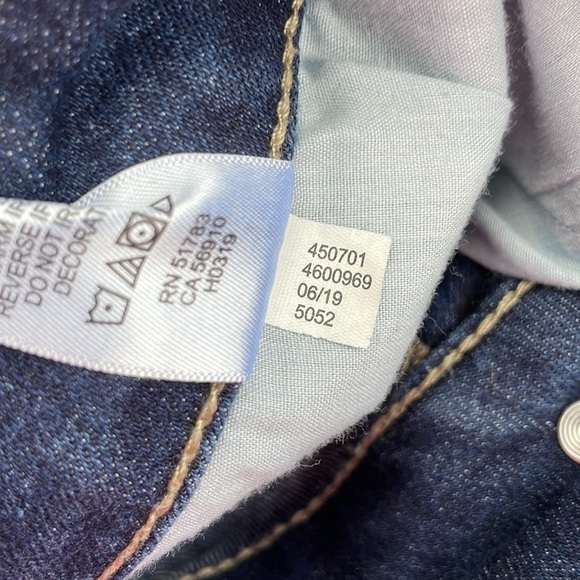 REVERSE I
DO NOT
DECORAT
RN 51783
CA 56910
H0319
450701
4600969
06/19
5052